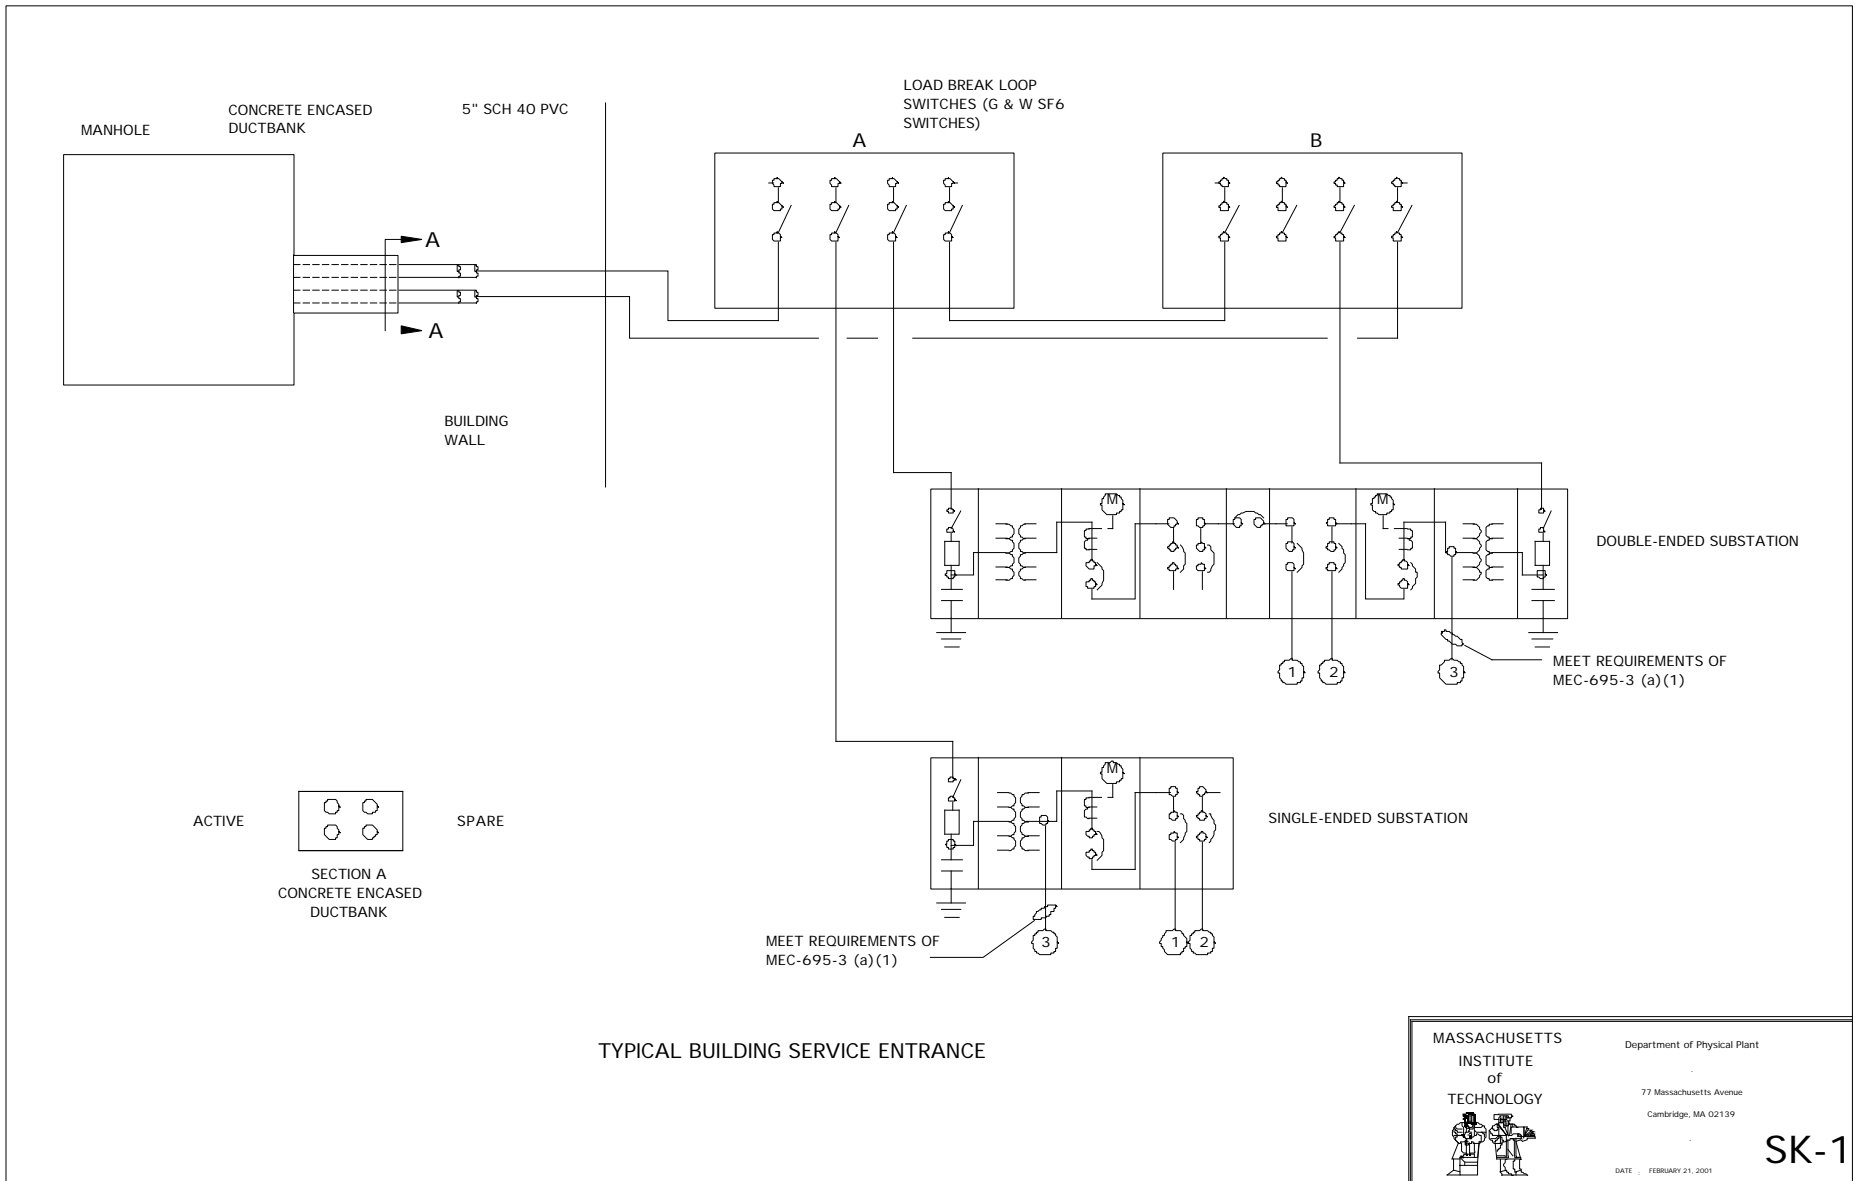 LOAD BREAK LOOP
SWITCHES (G & W SF6
SWITCHES)
MANHOLE
CONCRETE ENCASED
DUCTBANK
5" SCH 40 PVC
A
B
A
A
BUILDING
WALL
M
M
DOUBLE-ENDED SUBSTATION
1
2
3
MEET REQUIREMENTS OF
MEC-695-3 (a)(1)
M
SINGLE-ENDED SUBSTATION
ACTIVE
SPARE
SECTION A
CONCRETE ENCASED
DUCTBANK
MEET REQUIREMENTS OF
MEC-695-3 (a)(1)
3
1
2
TYPICAL BUILDING SERVICE ENTRANCE
MASSACHUSETTS
INSTITUTE
of
TECHNOLOGY
Department of Physical Plant
77 Massachusetts Avenue
Cambridge, MA 02139
DATE : FEBRUARY 21, 2001
SK-1